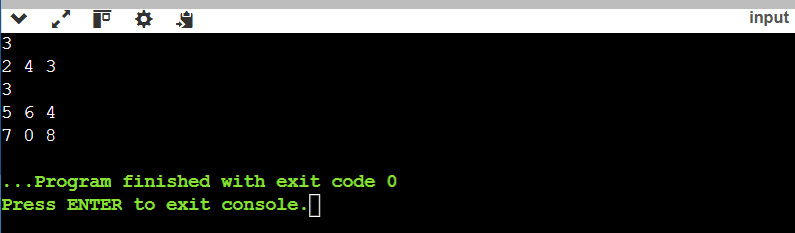 input
3
2 4 3
3
5 6 4
7 0 8
...Program finished with exit code 0
Press ENTER to exit console.